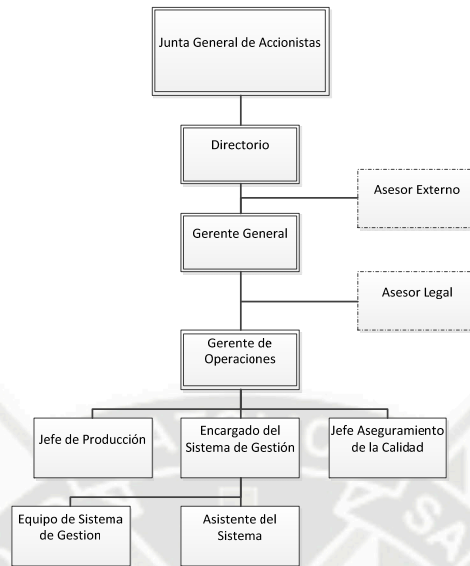 Junta General de Accionistas
Directorio
Asesor Externo
Gerente General
Asesor Legal
Gerente de
Operaciones
Jefe de Producción
Encargado del
Sistema de Gestión
Jefe Aseguramiento
de la Calidad
Equipo de Sistema
de Gestion
Asistente del
Sistema